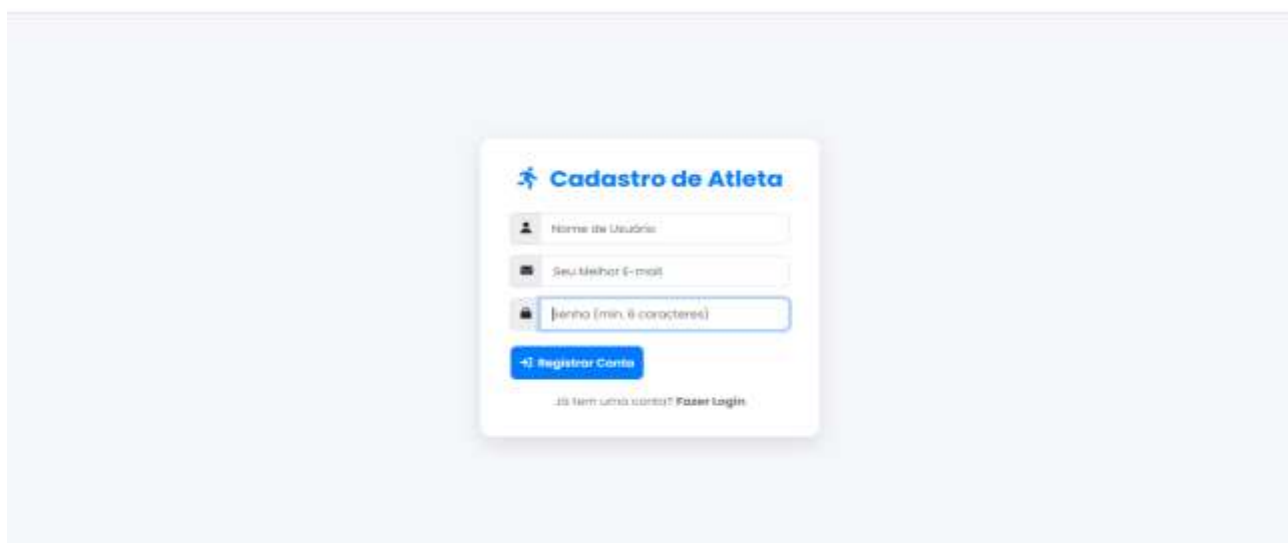 Cadastro de Atleta
Nome de Usuário
Seu Melhor E-mail
Senha (min. 6 caracteres)
Registrar Conta
Já tem uma conta? Fazer Login